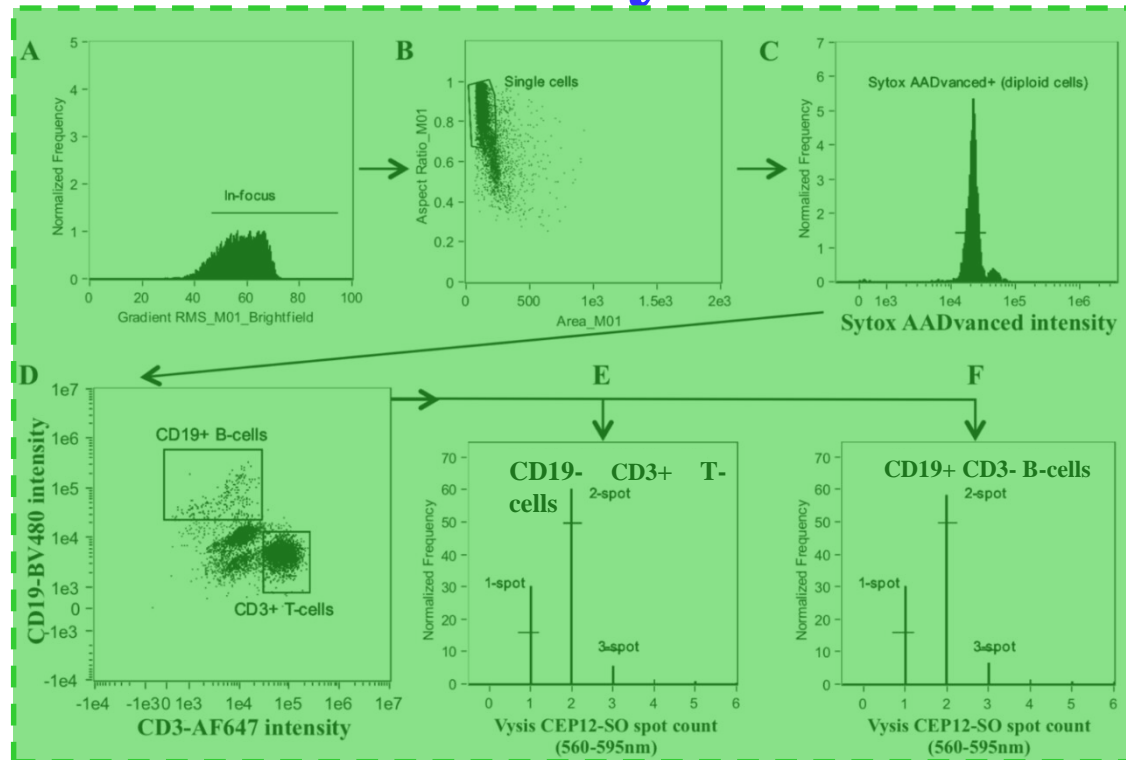 A
5
4
3
2
1
0
Normalized Frequency
In-focus
0 20 40 60 80 100
Gradient RMS_M01_Brightfield
B
Single cells
1
0.8
0.6
0.4
0.2
0
Aspect Ratio_M01
0 500 1e3 1.5e3 2e3
Area_M01
C
7
6
5
4
3
2
1
0
Normalized Frequency
Sytox AADvanced+ (diploid cells)
0 1e3 1e4 1e5 1e6
Sytox AADvanced intensity
D
1e7
1e6
1e5
1e4
1e3
0
-1e3
-1e4
CD19-BV480 intensity
CD19+ B-cells
CD3+ T-cells
-1e4 -1e30 1e3 1e4 1e5 1e6 1e7
CD3-AF647 intensity
E
CD19- CD3+ T-
cells
70
60
50
40
30
20
10
0
Normalized Frequency
2-spot
1-spot
3-spot
0 1 2 3 4 5 6
Vysis CEP12-SO spot count
(560-595nm)
F
CD19+ CD3- B-cells
70
60
50
40
30
20
10
0
Normalized Frequency
2-spot
1-spot
3-spot
0 1 2 3 4 5 6
Vysis CEP12-SO spot count
(560-595nm)